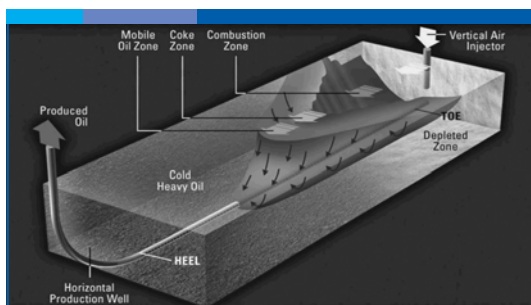 Mobile
Oil Zone
Coke
Zone
Combustion
Zone
Vertical Air
Injector
Produced
Oil
TOE
Depleted
Zone
Cold
Heavy Oil
HEEL
Horizontal
Production Well